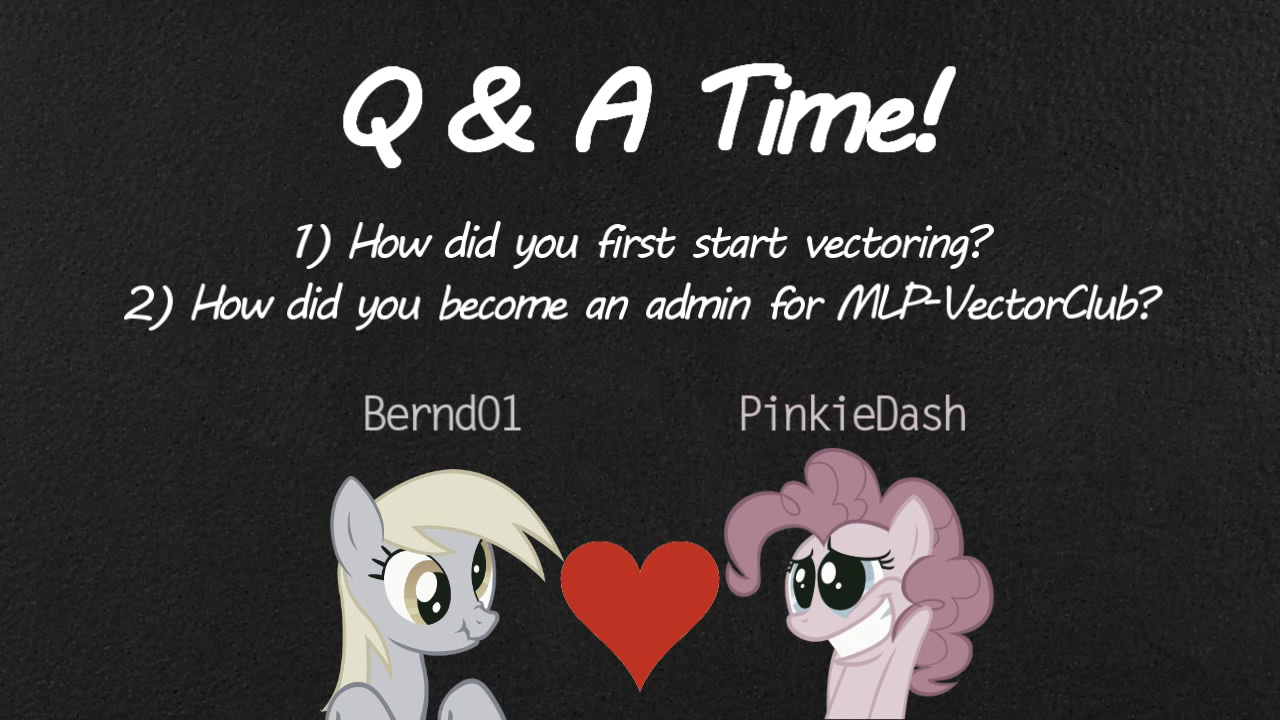 Q & A Time!
1) How did you first start vectoring?
2) How did you become an admin for MLP-VectorClub?
Bernd01 PinkieDash